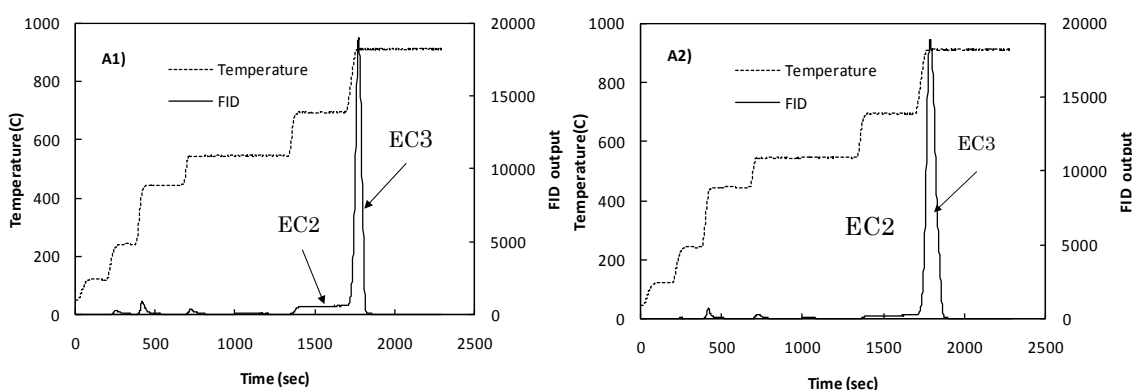 A1)
Temperature
FID
EC3
EC2
Temperature(C)
1000
800
600
400
200
0
FID output
20000
15000
10000
5000
0
0 500 1000 1500 2000 2500
Time (sec)
A2)
Temperature
FID
EC3
EC2
Temperature(C)
1000
800
600
400
200
0
FID output
20000
15000
10000
5000
0
0 500 1000 1500 2000 2500
Time (sec)